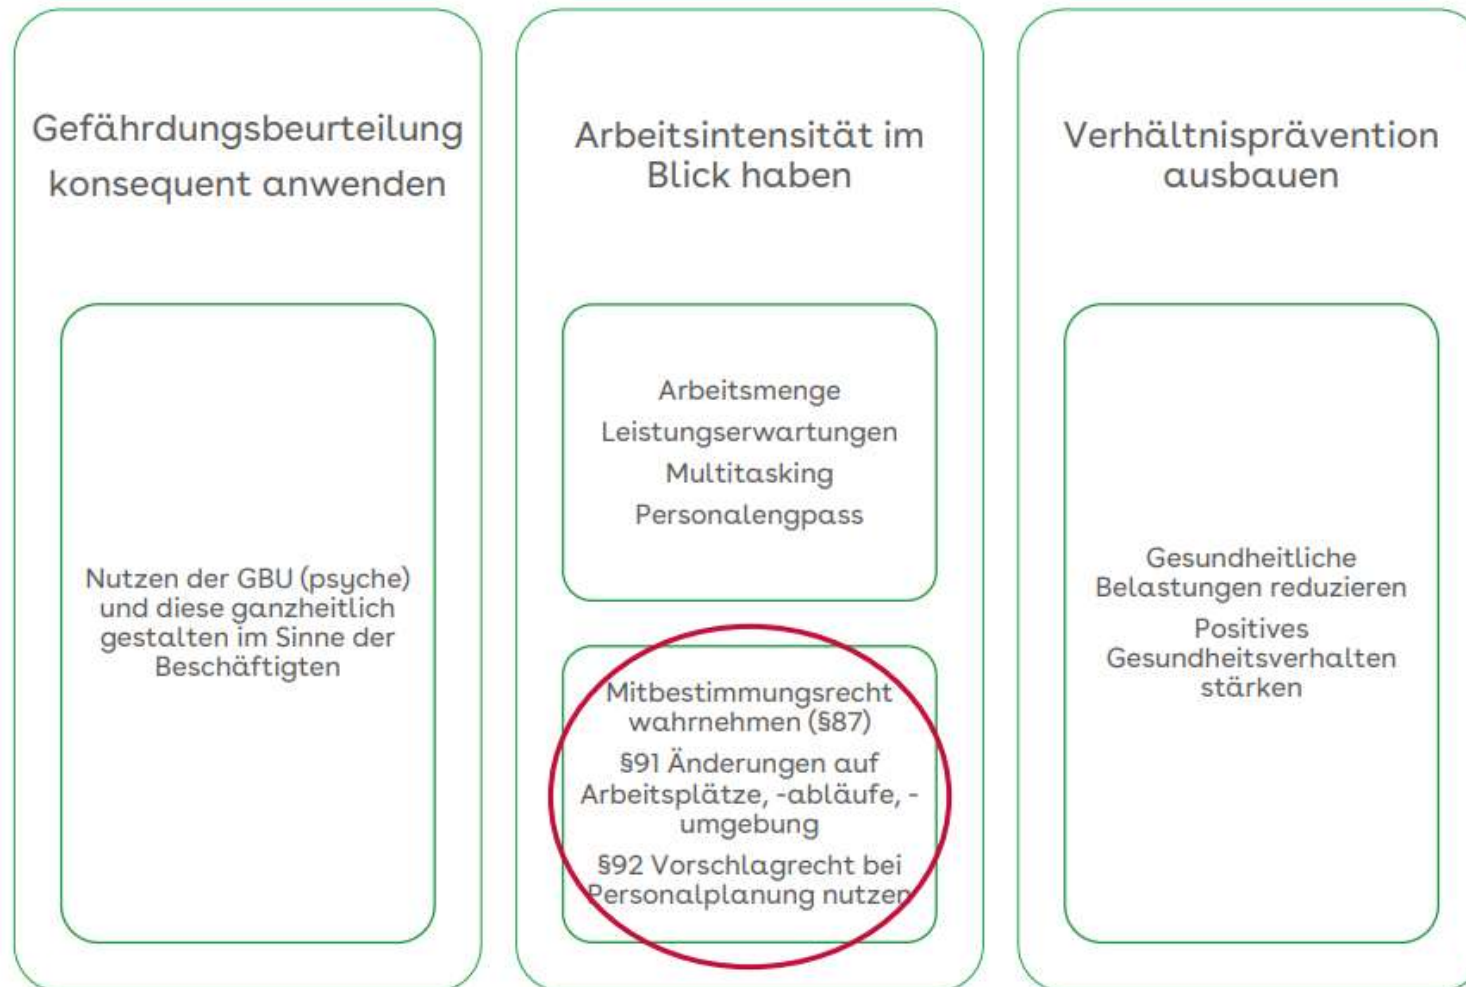 Gefährdungsbeurteilung
konsequent anwenden
Nutzen der GBU (psyche)
und diese ganzheitlich
gestalten im Sinne der
Beschäftigten
Arbeitsintensität im
Blick haben
Arbeitsmenge
Leistungserwartungen
Multitasking
Personalengpass
Mitbestimmungsrecht
wahrnehmen (§87)
§91 Änderungen auf
Arbeitsplätze, -abläufe, -
umgebung
§92 Vorschlagrecht bei
Personalplanung nutzen
Verhältnisprävention
ausbauen
Gesundheitliche
Belastungen reduzieren
Positives
Gesundheitsverhalten
stärken